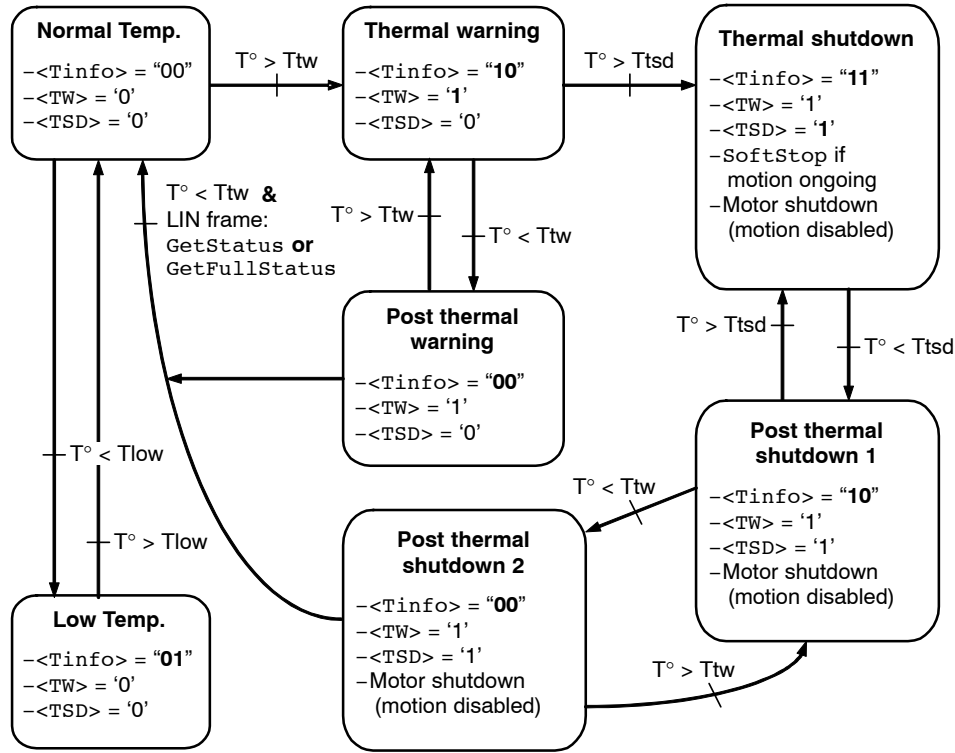 Normal Temp.
–<Tinfo> = “00”
–<TW> = ‘0’
–<TSD> = ‘0’
T° > Ttw
Thermal warning
–<Tinfo> = “10”
–<TW> = ‘1’
–<TSD> = ‘0’
T° > Ttsd
Thermal shutdown
–<Tinfo> = “11”
–<TW> = ‘1’
–<TSD> = ‘1’
–SoftStop if
motion ongoing
–Motor shutdown
(motion disabled)
T° < Ttw &
LIN frame:
GetStatus or
GetFullStatus
T° > Ttw
T° < Ttw
Post thermal
warning
–<Tinfo> = “00”
–<TW> = ‘1’
–<TSD> = ‘0’
T° > Ttsd
T° < Ttsd
Post thermal
shutdown 1
–<Tinfo> = “10”
–<TW> = ‘1’
–<TSD> = ‘1’
–Motor shutdown
(motion disabled)
T° < Ttw
T° < Tlow
T° > Tlow
Post thermal
shutdown 2
–<Tinfo> = “00”
–<TW> = ‘1’
–<TSD> = ‘1’
–Motor shutdown
(motion disabled)
T° > Ttw
Low Temp.
–<Tinfo> = “01”
–<TW> = ‘0’
–<TSD> = ‘0’